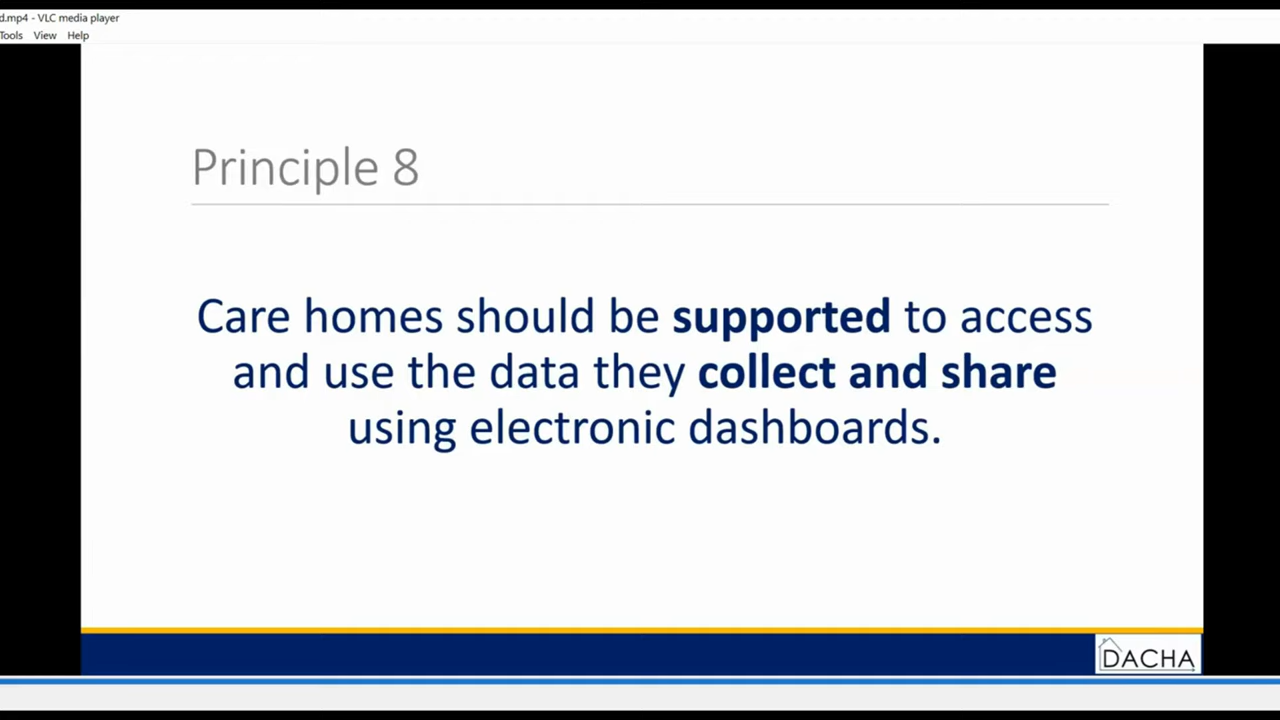 d.mp4 - VLC media player
Tools View Help
Principle 8
Care homes should be supported to access
and use the data they collect and share
using electronic dashboards.
DACHA